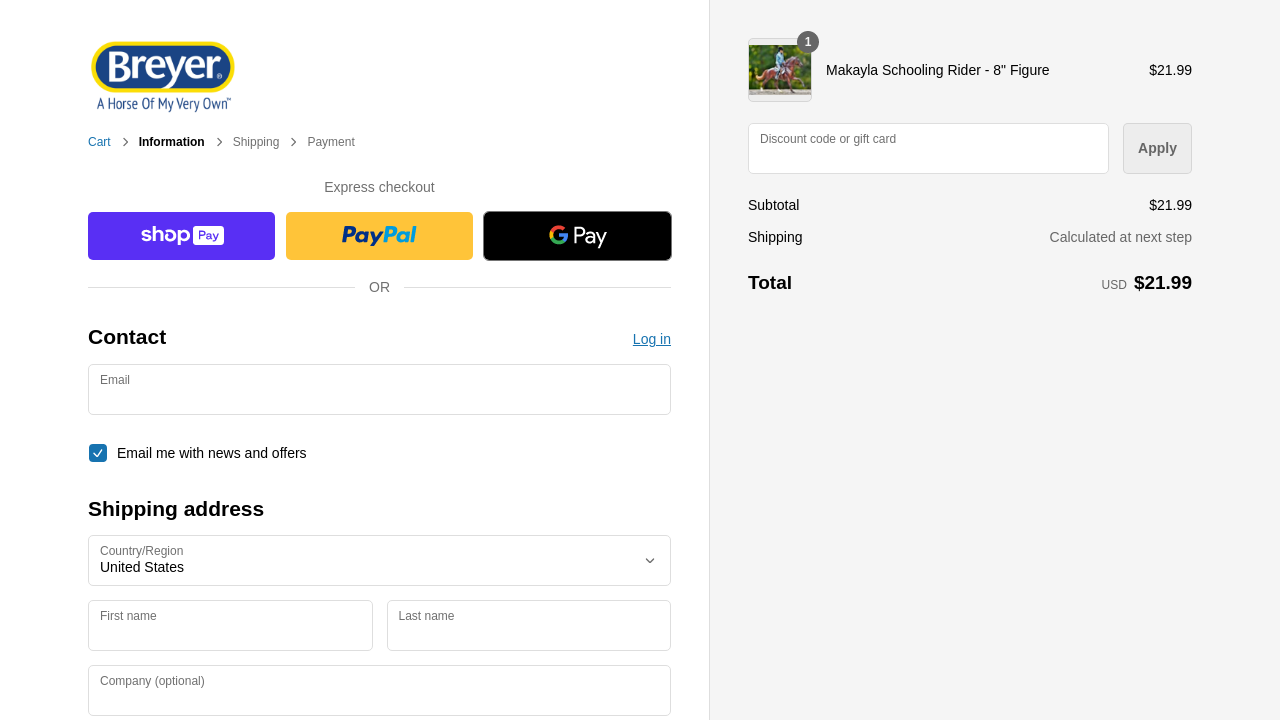 Breyer®
A Horse Of My Very Own™
Cart
Information
Shipping
Payment
Express checkout
shop Pay
PayPal
G Pay
OR
Contact
Log in
Email
Email me with news and offers
Shipping address
Country/Region
United States
First name
Last name
Company (optional)
1
Makayla Schooling Rider - 8" Figure
$21.99
Discount code or gift card
Apply
Subtotal
$21.99
Shipping
Calculated at next step
Total
USD $21.99